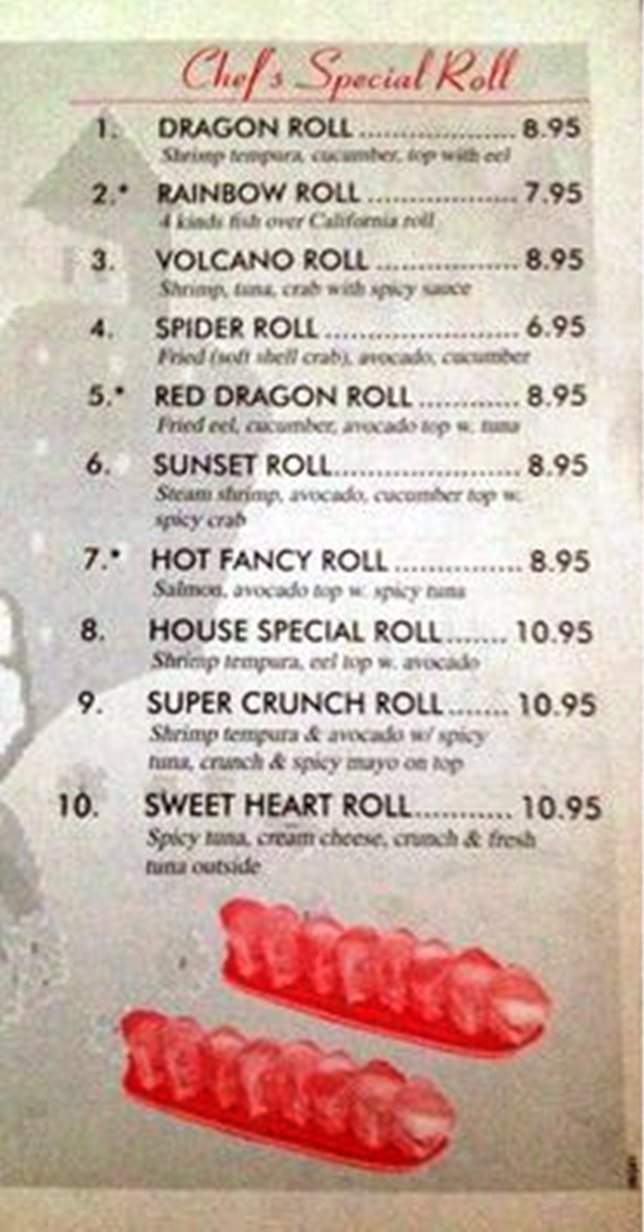 Chef's Special Roll
1. DRAGON ROLL .................. 8.95
Shrimp tempura, cucumber, top with eel
2.* RAINBOW ROLL .................. 7.95
4 kinds fish over California roll
3. VOLCANO ROLL ................. 8.95
Shrimp, tuna, crab with spicy sauce
4. SPIDER ROLL ....................... 6.95
Fried (soft shell crab), avocado, cucumber
5.* RED DRAGON ROLL ............ 8.95
Fried eel, cucumber, avocado top w. tuna
6. SUNSET ROLL...................... 8.95
Steam shrimp, avocado, cucumber top w.
spicy crab
7.* HOT FANCY ROLL ............... 8.95
Salmon, avocado top w. spicy tuna
8. HOUSE SPECIAL ROLL....... 10.95
Shrimp tempura, eel top w. avocado
9. SUPER CRUNCH ROLL ....... 10.95
Shrimp tempura & avocado w/ spicy
tuna, crunch & spicy mayo on top
10. SWEET HEART ROLL........... 10.95
Spicy tuna, cream cheese, crunch & fresh
tuna outside